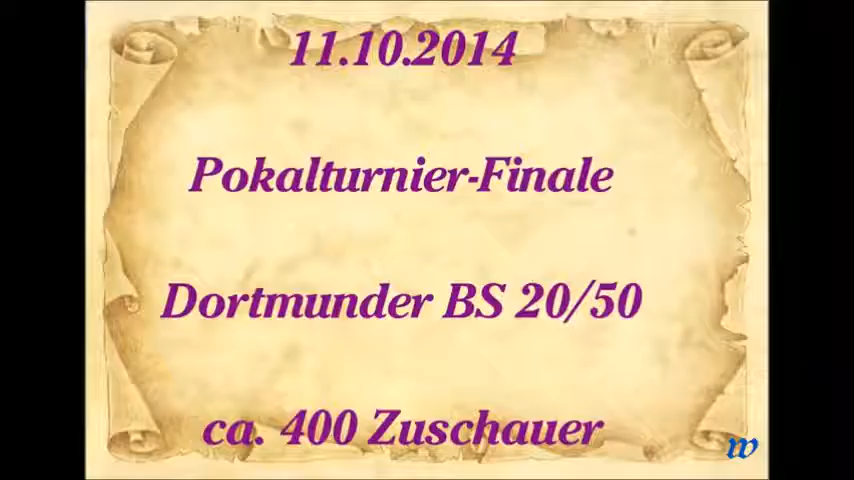 11.10.2014
Pokalturnier-Finale
Dortmunder BS 20/50
ca. 400 Zuschauer
w